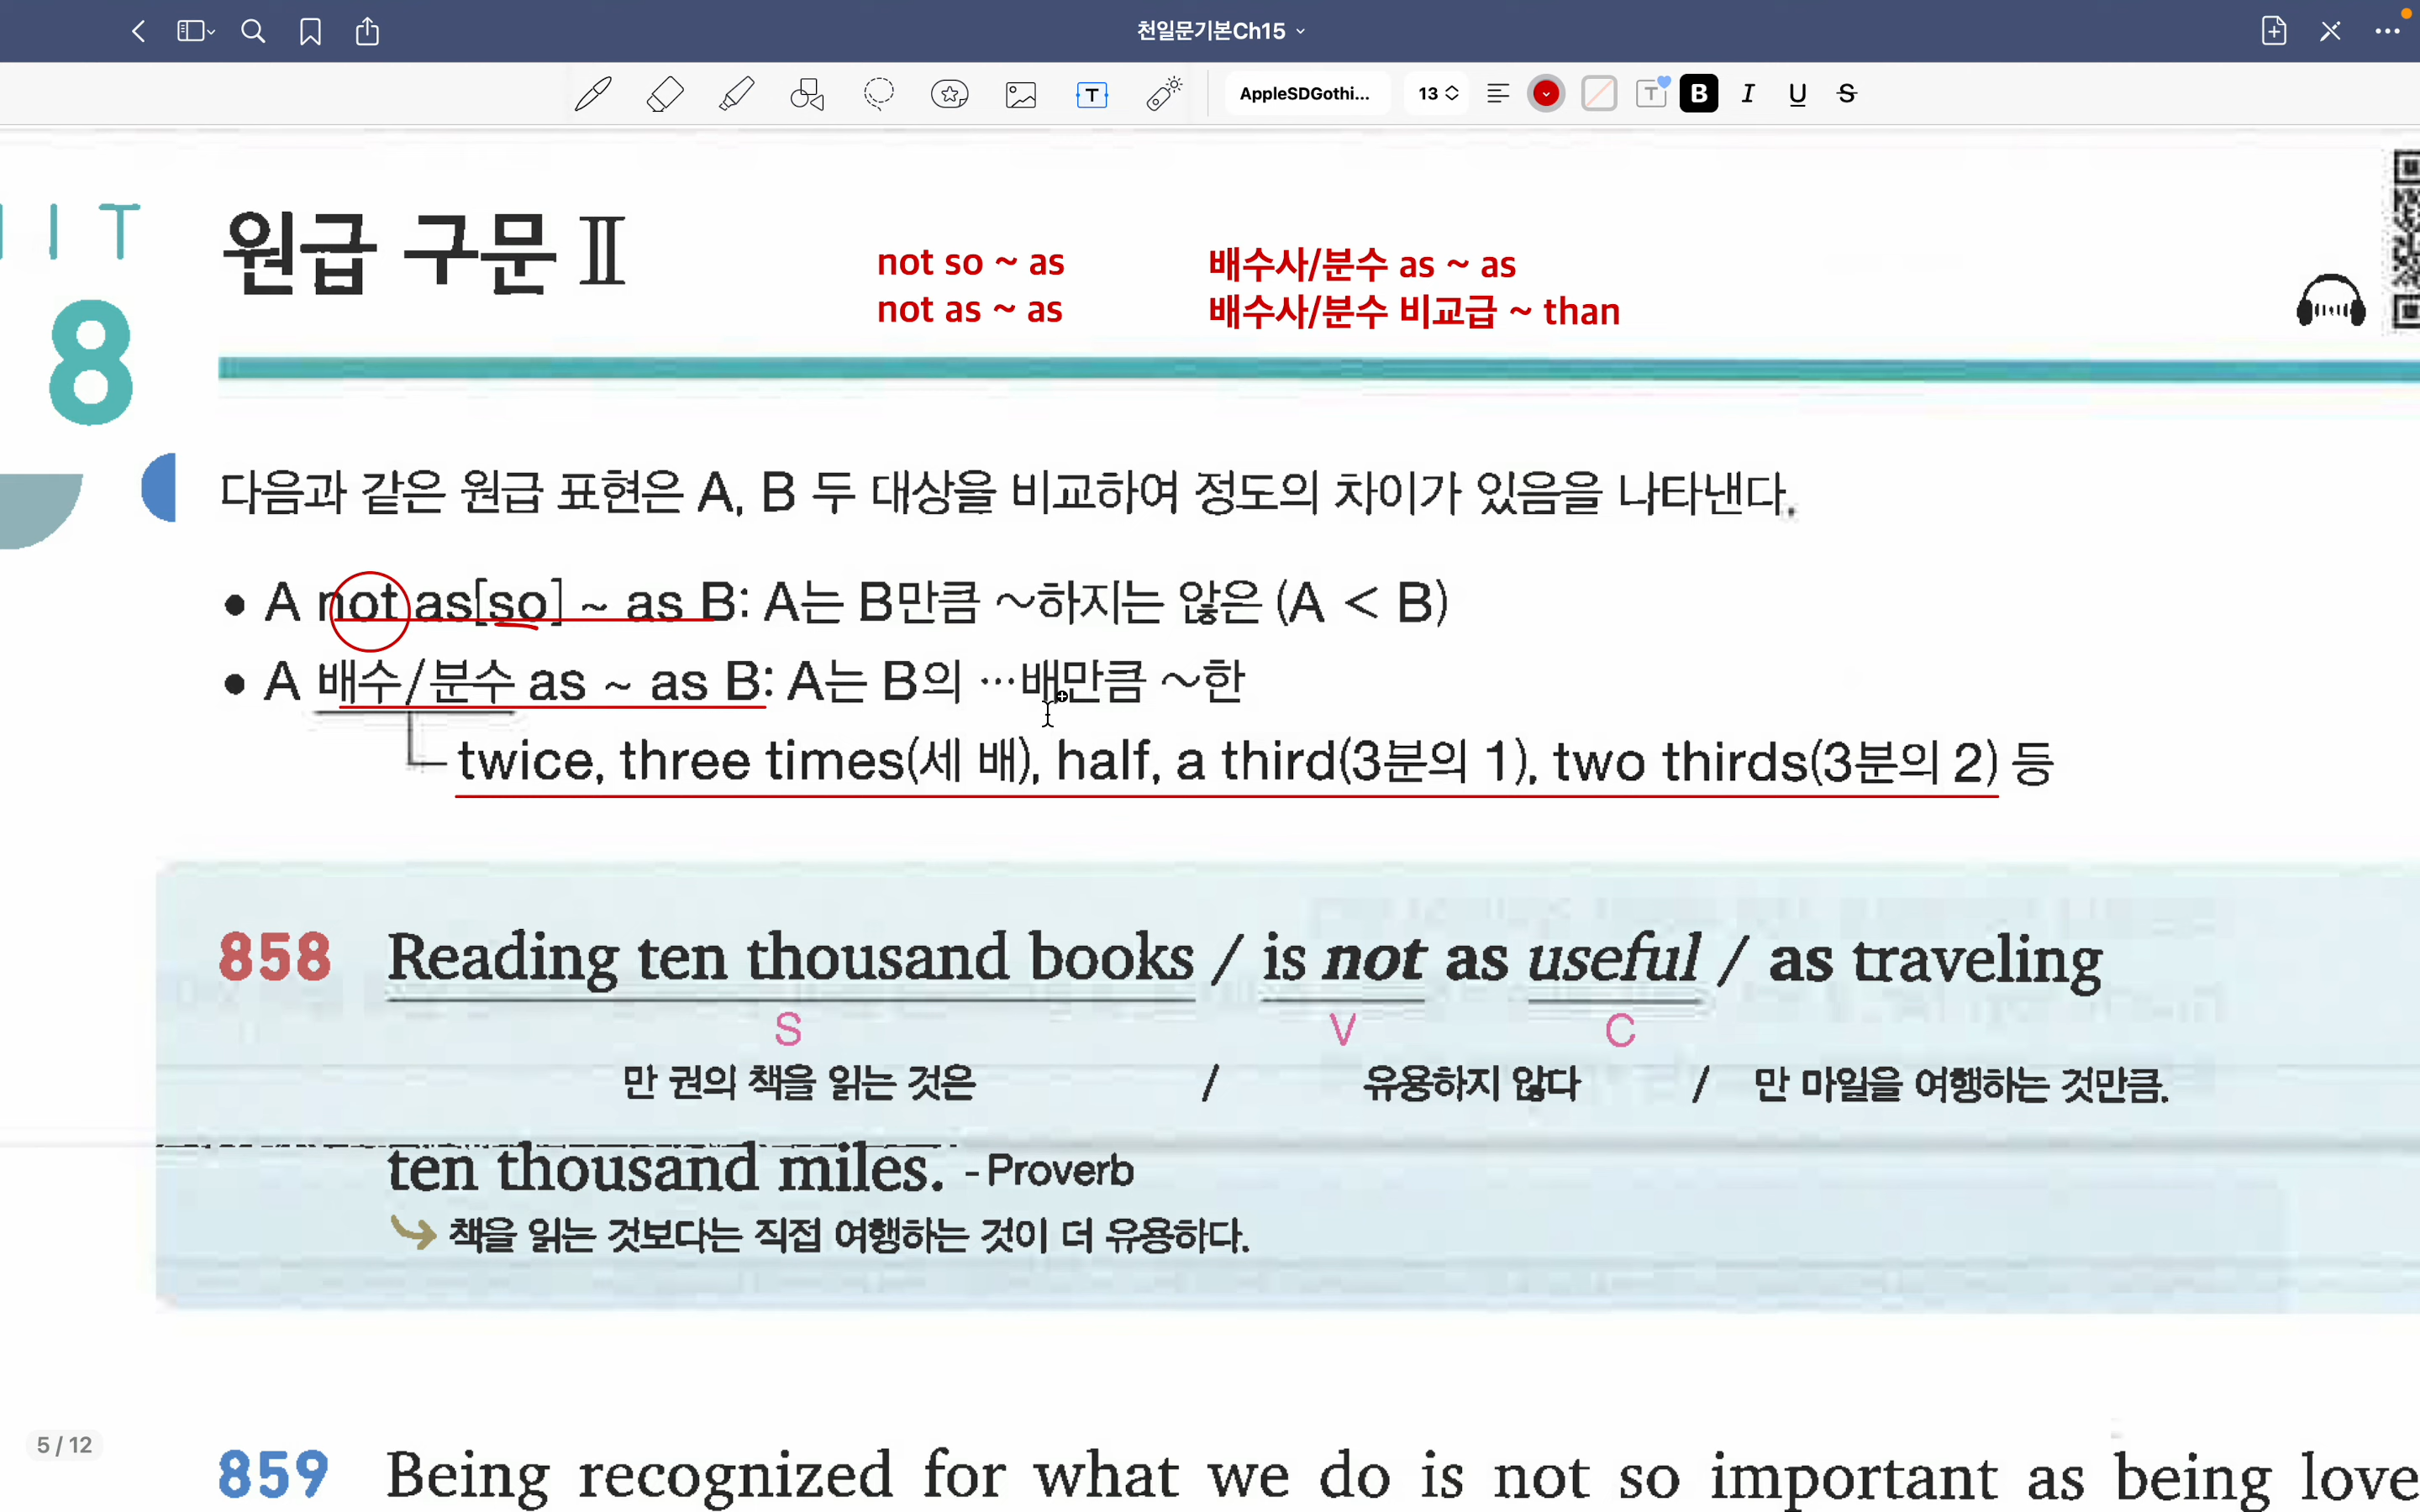 천일문기본Ch15
AppleSDGothi... 13 B I U S
IT
8
원급 구문 Ⅱ
not so ~ as
not as ~ as
배수사/분수 as ~ as
배수사/분수 비교급 ~ than
다음과 같은 원급 표현은 A, B 두 대상을 비교하여 정도의 차이가 있음을 나타낸다.
• A not as[so] ~ as B: A는 B만큼 ~하지는 않은 (A < B)
• A 배수/분수 as ~ as B: A는 B의 …배만큼 ~한
twice, three times(세 배), half, a third(3분의 1), two thirds(3분의 2) 등
858 Reading ten thousand books / is not as useful / as traveling
S V C
만 권의 책을 읽는 것은 / 유용하지 않다 / 만 마일을 여행하는 것만큼.
ten thousand miles. - Proverb
책을 읽는 것보다는 직접 여행하는 것이 더 유용하다.
5 / 12
859 Being recognized for what we do is not so important as being love